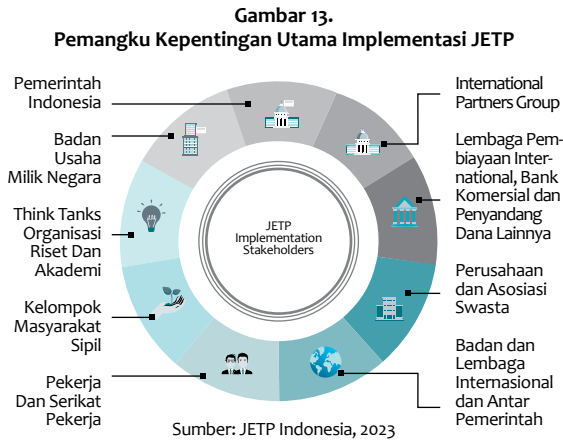 Gambar 13.
Pemangku Kepentingan Utama Implementasi JETP
Pemerintah
Indonesia
Badan
Usaha
Milik Negara
Think Tanks
Organisasi
Riset Dan
Akademi
Kelompok
Masyarakat
Sipil
Pekerja
Dan Serikat
Pekerja
JETP
Implementation
Stakeholders
International
Partners Group
Lembaga Pem-
biayaan Inter-
national, Bank
Komersial dan
Penyandang
Dana Lainnya
Perusahaan
dan Asosiasi
Swasta
Badan dan
Lembaga
Internasional
dan Antar
Pemerintah
Sumber: JETP Indonesia, 2023